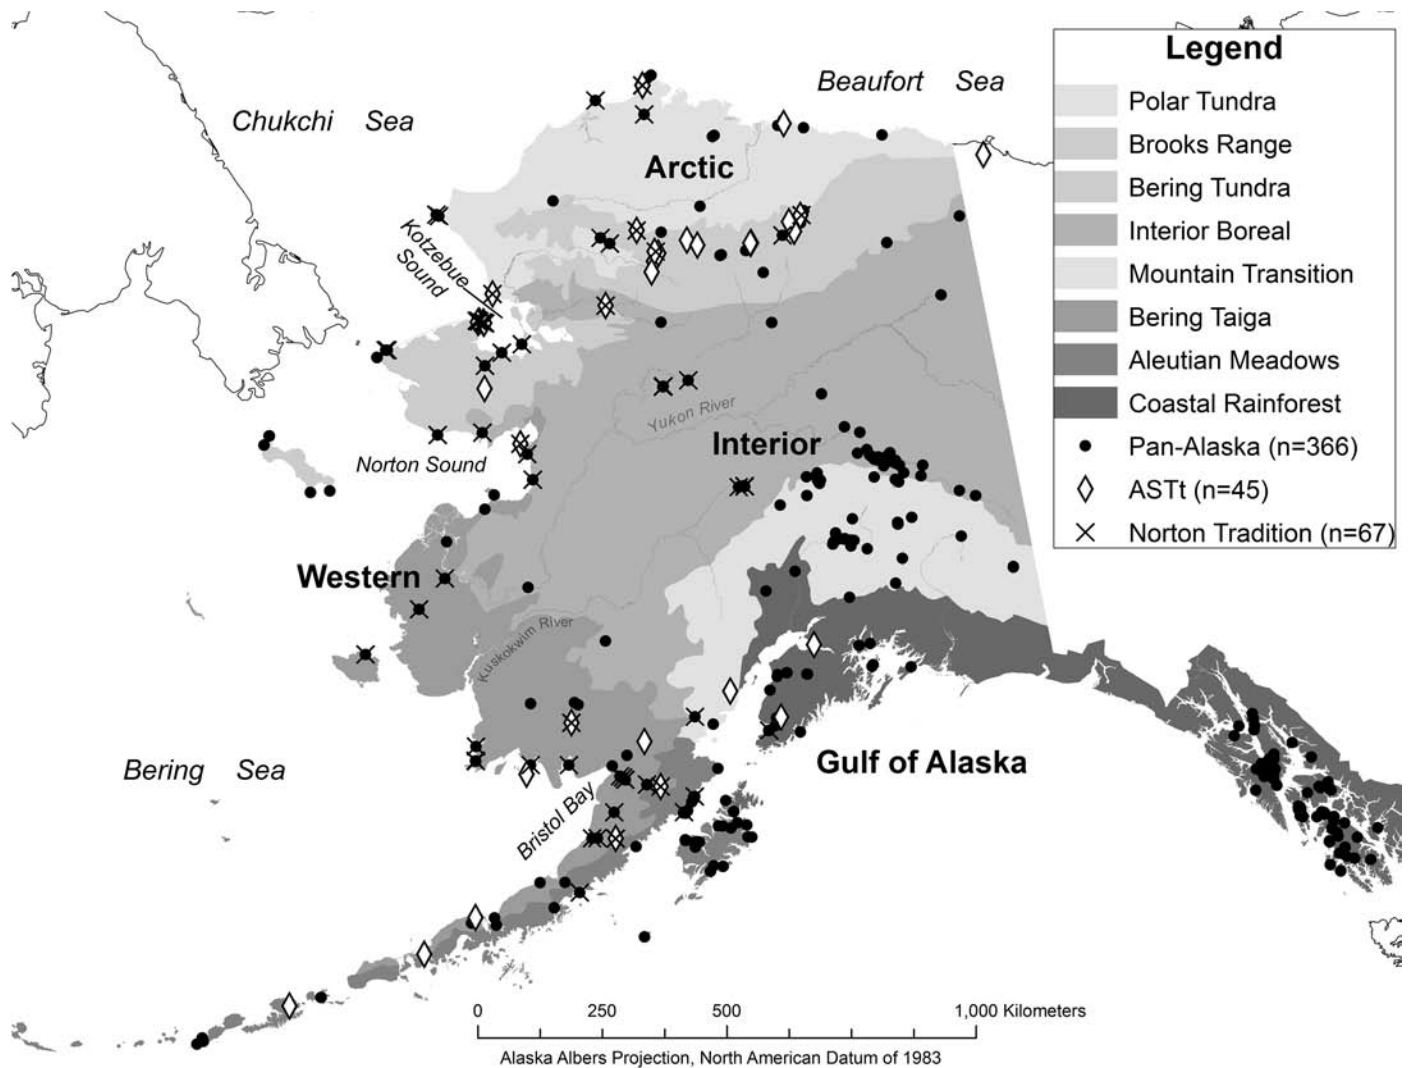 Legend
Polar Tundra
Brooks Range
Bering Tundra
Interior Boreal
Mountain Transition
Bering Taiga
Aleutian Meadows
Coastal Rainforest
Pan-Alaska (n=366)
ASTt (n=45)
Norton Tradition (n=67)
Beaufort Sea
Chukchi Sea
Arctic
Kotzebue
Sound
Yukon River
Interior
Norton Sound
Western
Kuskokwim River
Bering Sea
Gulf of Alaska
Bristol Bay
0 250 500 1,000 Kilometers
Alaska Albers Projection, North American Datum of 1983